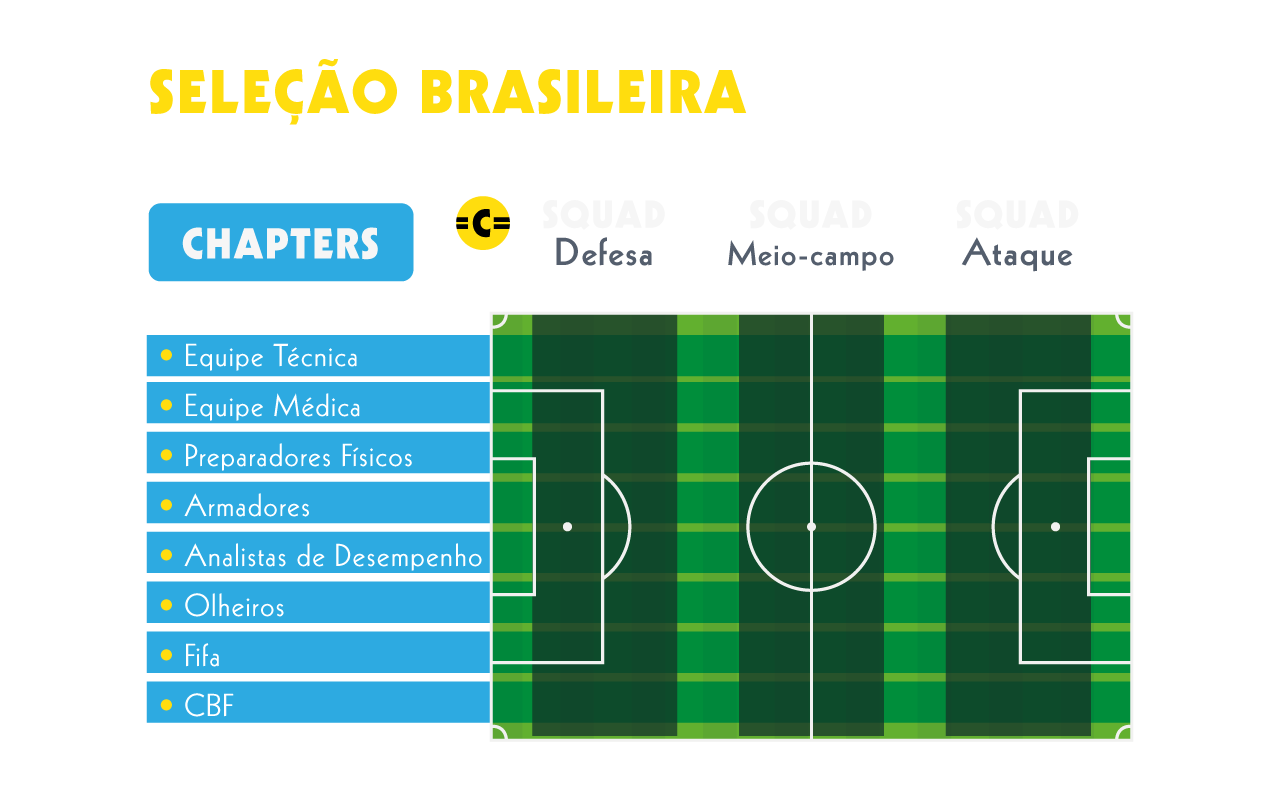 SELEÇÃO BRASILEIRA
CHAPTERS
=C=
SQUAD SQUAD SQUAD
Defesa Meio-campo Ataque
Equipe Técnica
Equipe Médica
Preparadores Físicos
Armadores
Analistas de Desempenho
Olheiros
Fifa
CBF